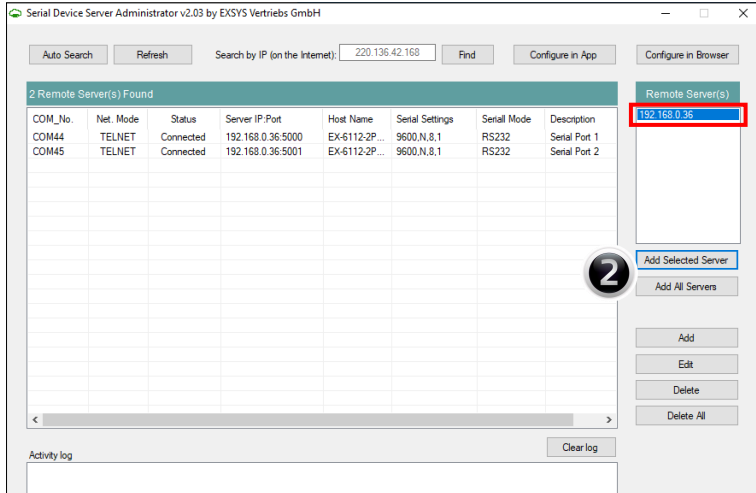 Serial Device Server Administrator v2.03 by EXSYS Vertriebs GmbH
Auto Search Refresh Search by IP (on the Internet): 220.136.42.168 Find Configure in App Configure in Browser
2 Remote Server(s) Found Remote Server(s)
COM_No. Net. Mode Status Server IP:Port Host Name Serial Settings Seriall Mode Description 192.168.0.36
COM44 TELNET Connected 192.168.0.36:5000 EX-6112-2P... 9600,N,8,1 RS232 Serial Port 1
COM45 TELNET Connected 192.168.0.36:5001 EX-6112-2P... 9600,N,8,1 RS232 Serial Port 2
2 Add Selected Server
Add All Servers
Add
Edit
Delete
Delete All
Clear log
Activity log